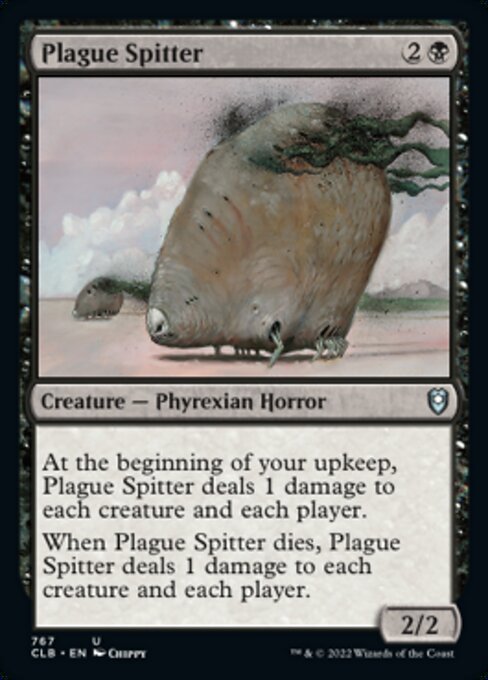 Plague Spitter 2
Creature — Phyrexian Horror
At the beginning of your upkeep,
Plague Spitter deals 1 damage to
each creature and each player.
When Plague Spitter dies, Plague
Spitter deals 1 damage to each
creature and each player.
2/2
767 U
CLB • EN CHIPPY
™ & © 2022 Wizards of the Coast